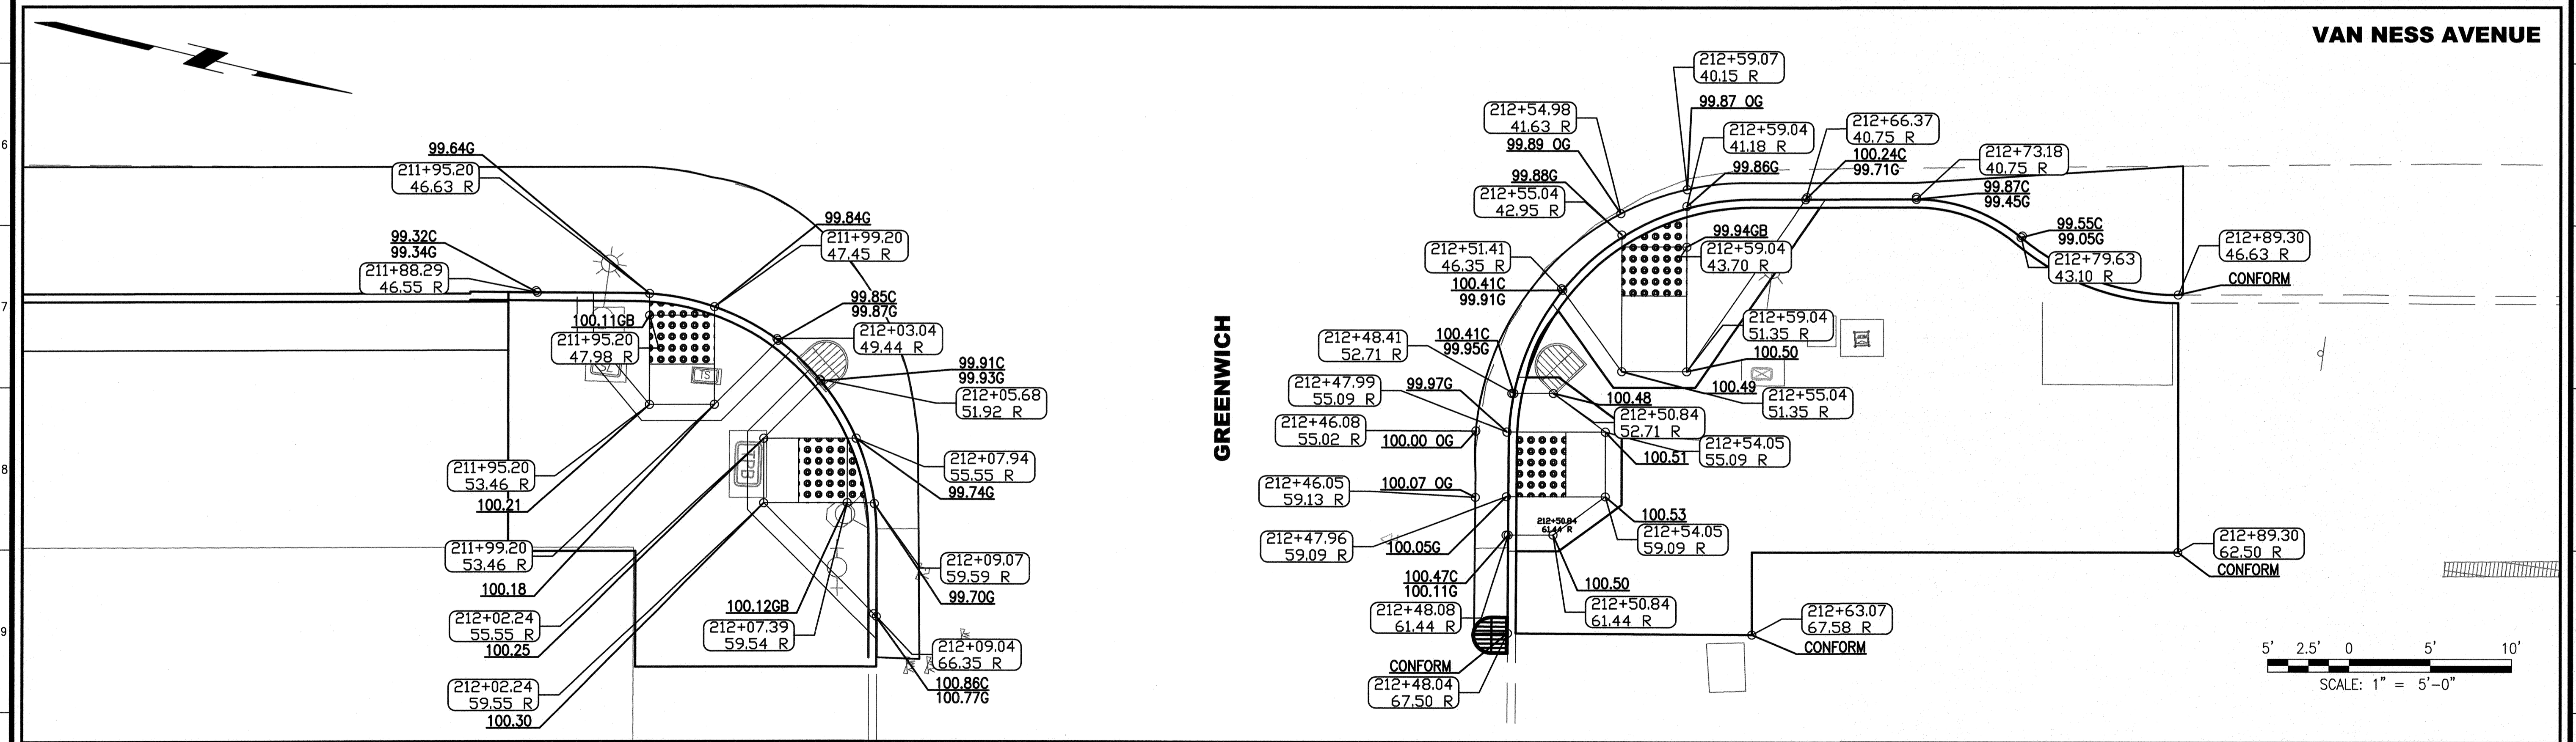 VAN NESS AVENUE
6
7
8
9
99.64G
211+95.20
46.63 R
99.32C
99.34G
211+88.29
46.55 R
99.84G
211+99.20
47.45 R
100.11GB
211+95.20
47.98 R
TS
99.85C
99.87G
212+03.04
49.44 R
99.91C
99.93G
212+05.68
51.92 R
TRB
212+07.94
55.55 R
99.74G
211+95.20
53.46 R
100.21
211+99.20
53.46 R
100.18
212+02.24
55.55 R
100.25
212+02.24
59.55 R
100.30
100.12GB
212+07.39
59.54 R
212+09.07
59.59 R
99.70G
212+09.04
66.35 R
100.86C
100.77G
GREENWICH
212+59.07
40.15 R
99.87 OG
212+54.98
41.63 R
99.89 OG
212+59.04
41.18 R
99.86G
212+66.37
40.75 R
100.24C
99.71G
212+73.18
40.75 R
99.87C
99.45G
99.88G
212+55.04
42.95 R
99.55C
99.05G
212+79.63
43.10 R
212+89.30
46.63 R
CONFORM
99.94GB
212+59.04
43.70 R
212+51.41
46.35 R
100.41C
99.91G
212+59.04
51.35 R
100.50
100.49
212+55.04
51.35 R
212+48.41
52.71 R
100.41C
99.95G
100.48
212+50.84
52.71 R
212+47.99
55.09 R
99.97G
212+54.05
55.09 R
100.51
212+46.08
55.02 R
100.00 OG
212+46.05
59.13 R
100.07 OG
100.53
212+54.05
59.09 R
212+50.84
61.44 R
212+47.96
59.09 R
100.05G
100.47C
100.11G
212+48.08
61.44 R
100.50
212+50.84
61.44 R
CONFORM
212+48.04
67.50 R
212+63.07
67.58 R
CONFORM
212+89.30
62.50 R
CONFORM
5' 2.5' 0 5' 10'
SCALE: 1" = 5'-0"